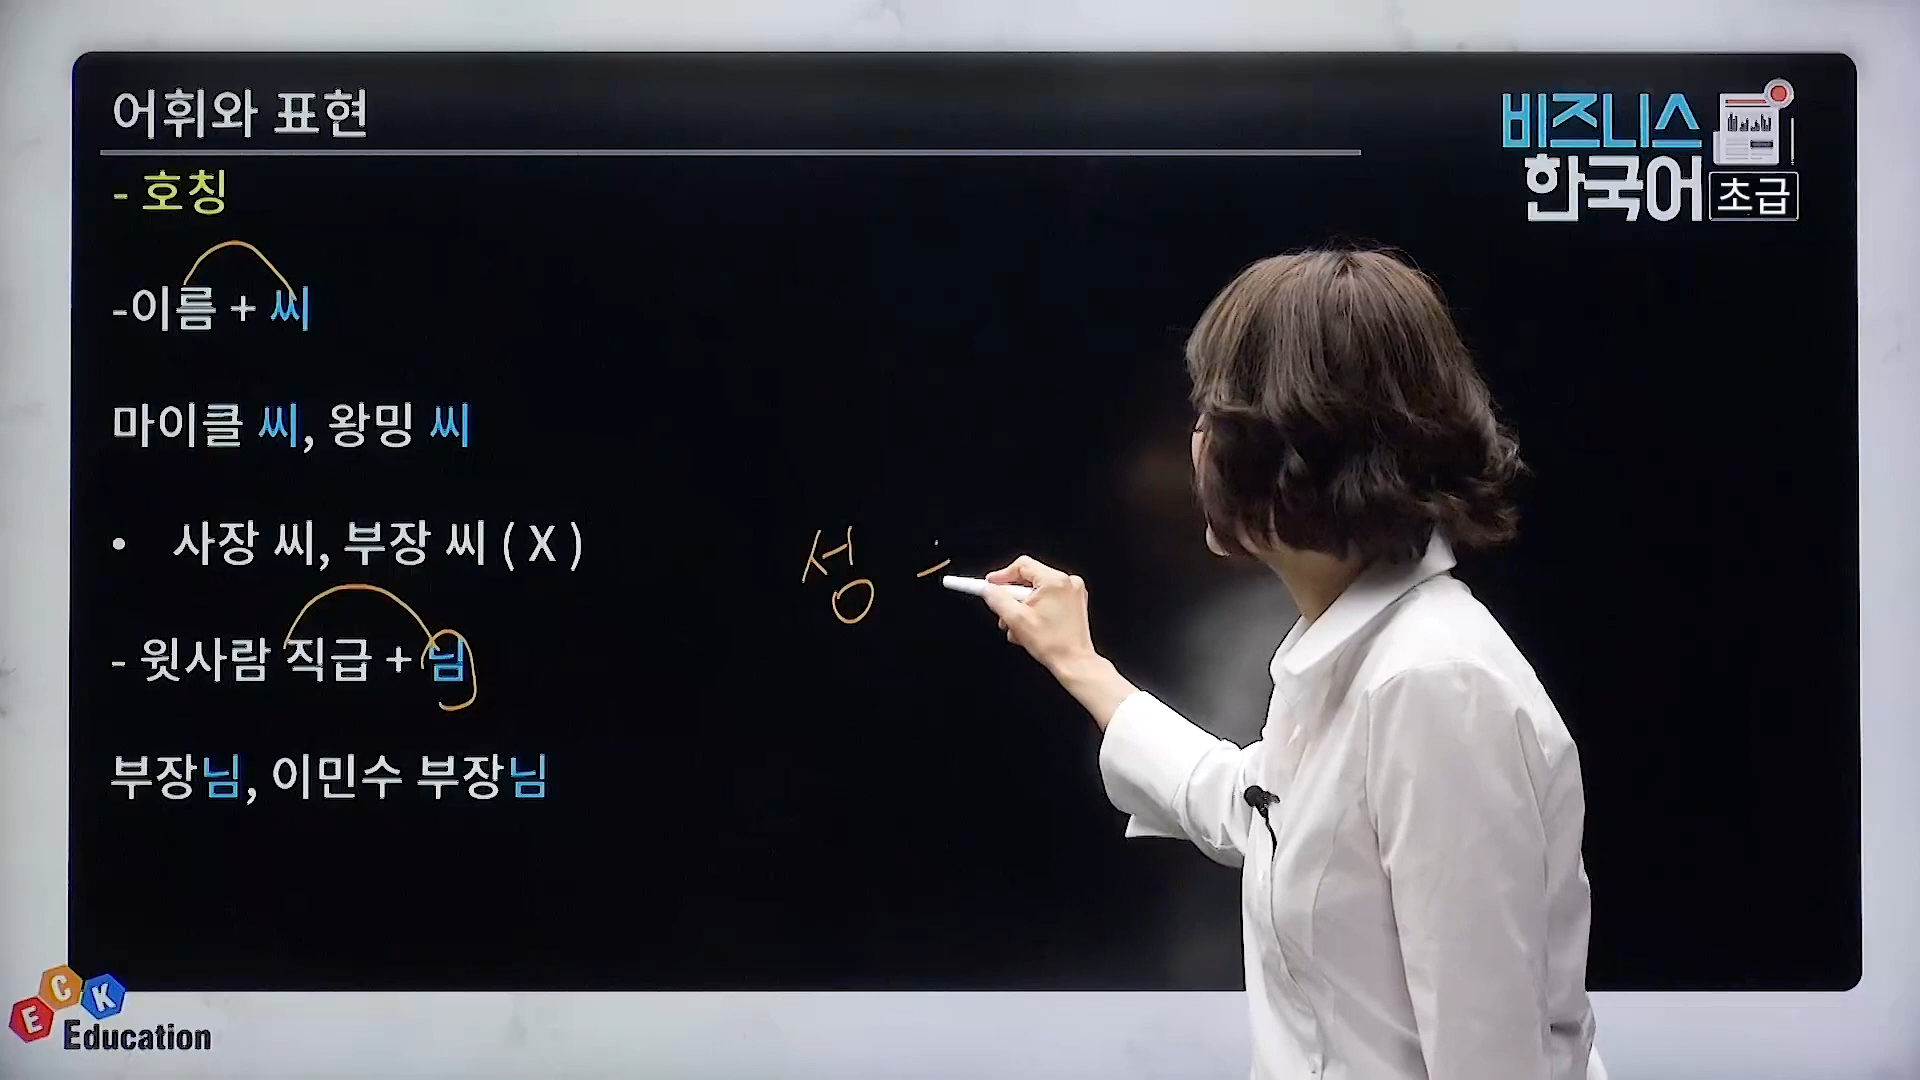 어휘와 표현
비즈니스
한국어 초급
- 호칭
-이름 + 씨
마이클 씨, 왕밍 씨
• 사장 씨, 부장 씨 ( X )
성
- 윗사람 직급 + 님
부장님, 이민수 부장님
ECK
Education